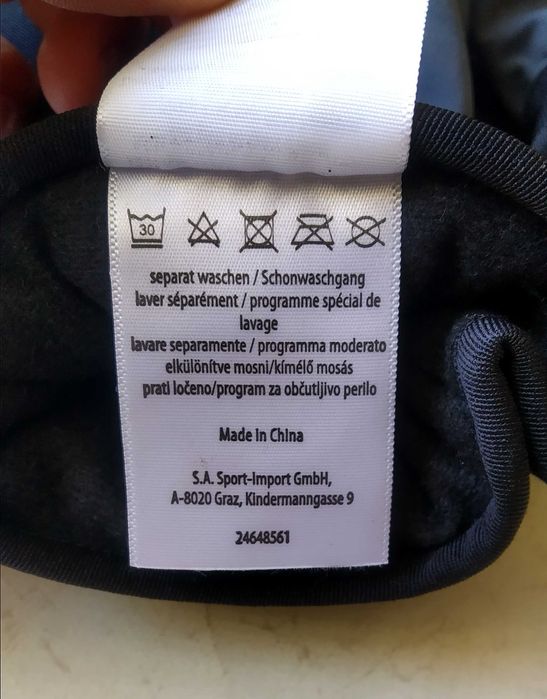 30
separat waschen / Schonwaschgang
laver séparément / programme spécial de
lavage
lavare separamente / programma moderato
elkülönítve mosni/kímélő mosás
prati ločeno/program za občutljivo perilo
Made in China
S.A. Sport-Import GmbH,
A-8020 Graz, Kindermanngasse 9
24648561